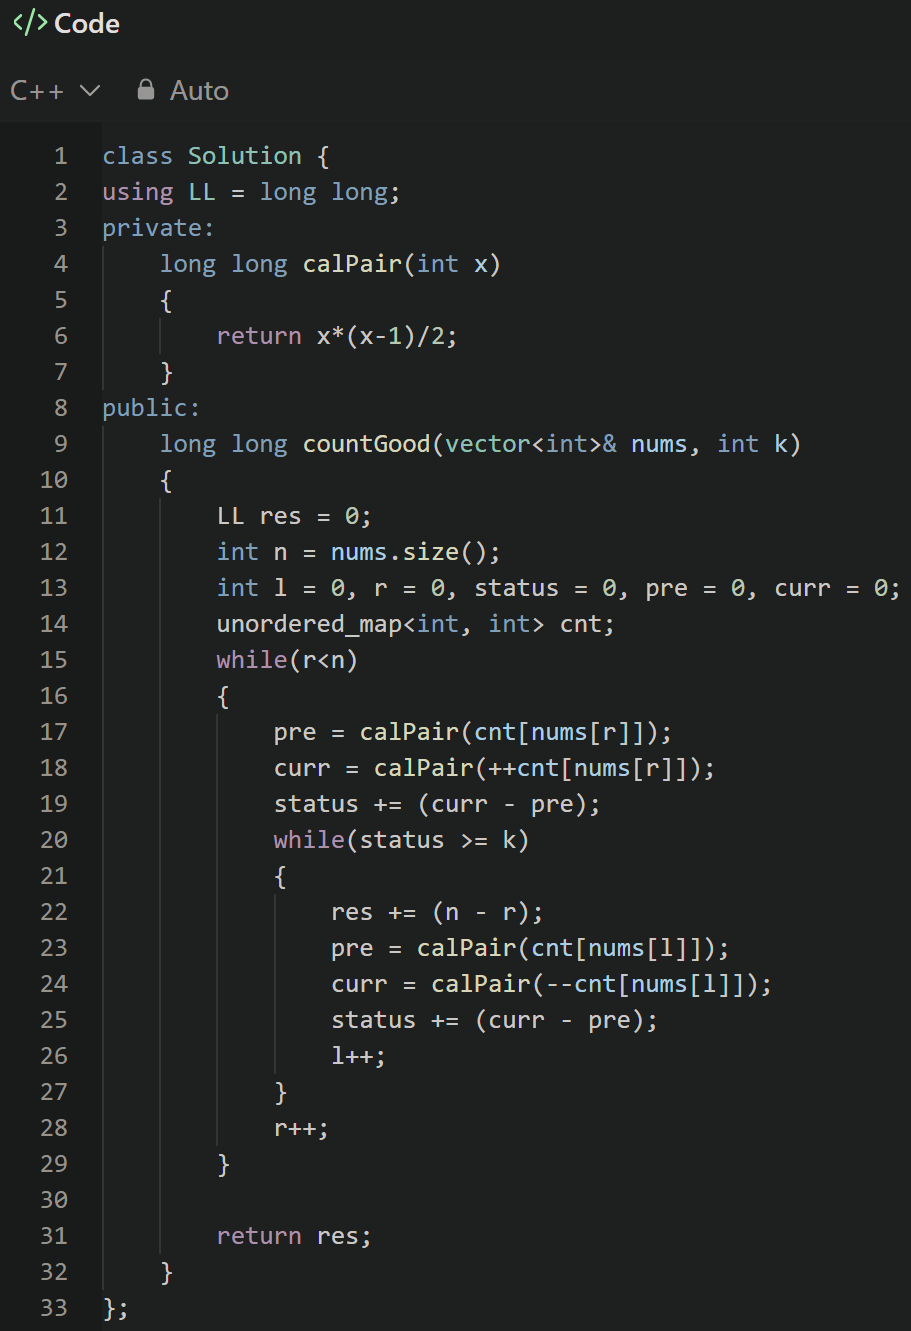 </> Code
C++ Auto
1 class Solution {
2 using LL = long long;
3 private:
4     long long calPair(int x)
5     {
6         return x*(x-1)/2;
7     }
8 public:
9     long long countGood(vector<int>& nums, int k)
10     {
11         LL res = 0;
12         int n = nums.size();
13         int l = 0, r = 0, status = 0, pre = 0, curr = 0;
14         unordered_map<int, int> cnt;
15         while(r<n)
16         {
17             pre = calPair(cnt[nums[r]]);
18             curr = calPair(++cnt[nums[r]]);
19             status += (curr - pre);
20             while(status >= k)
21             {
22                 res += (n - r);
23                 pre = calPair(cnt[nums[l]]);
24                 curr = calPair(--cnt[nums[l]]);
25                 status += (curr - pre);
26                 l++;
27             }
28             r++;
29         }
30
31         return res;
32     }
33 };